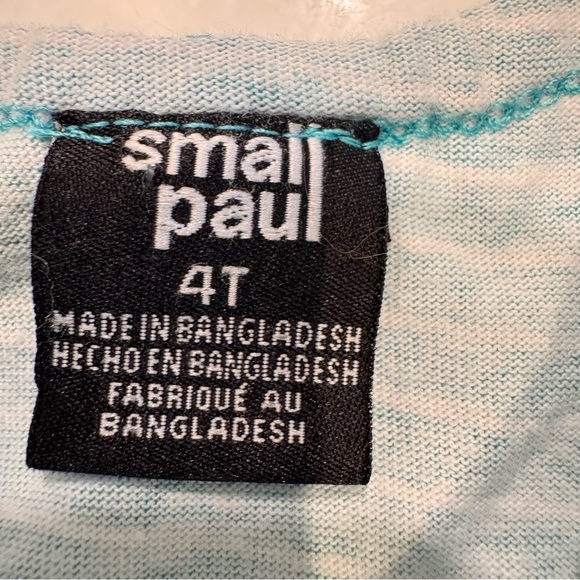 small
paul
4T
MADE IN BANGLADESH
HECHO EN BANGLADESH
FABRIQUÉ AU
BANGLADESH